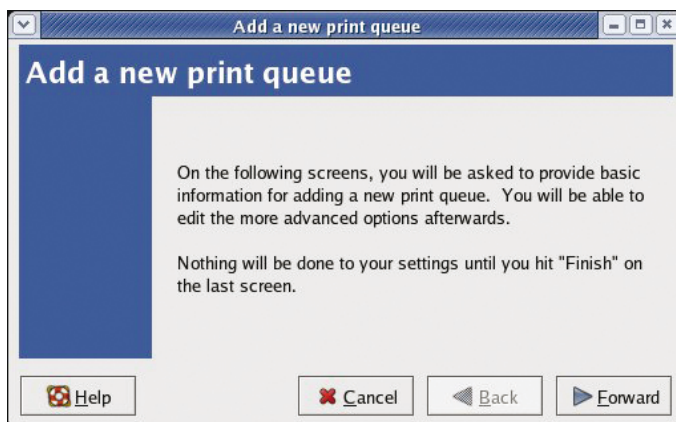 Add a new print queue
Add a new print queue
On the following screens, you will be asked to provide basic
information for adding a new print queue.  You will be able to
edit the more advanced options afterwards.
Nothing will be done to your settings until you hit "Finish" on
the last screen.
Help
Cancel
Back
Forward